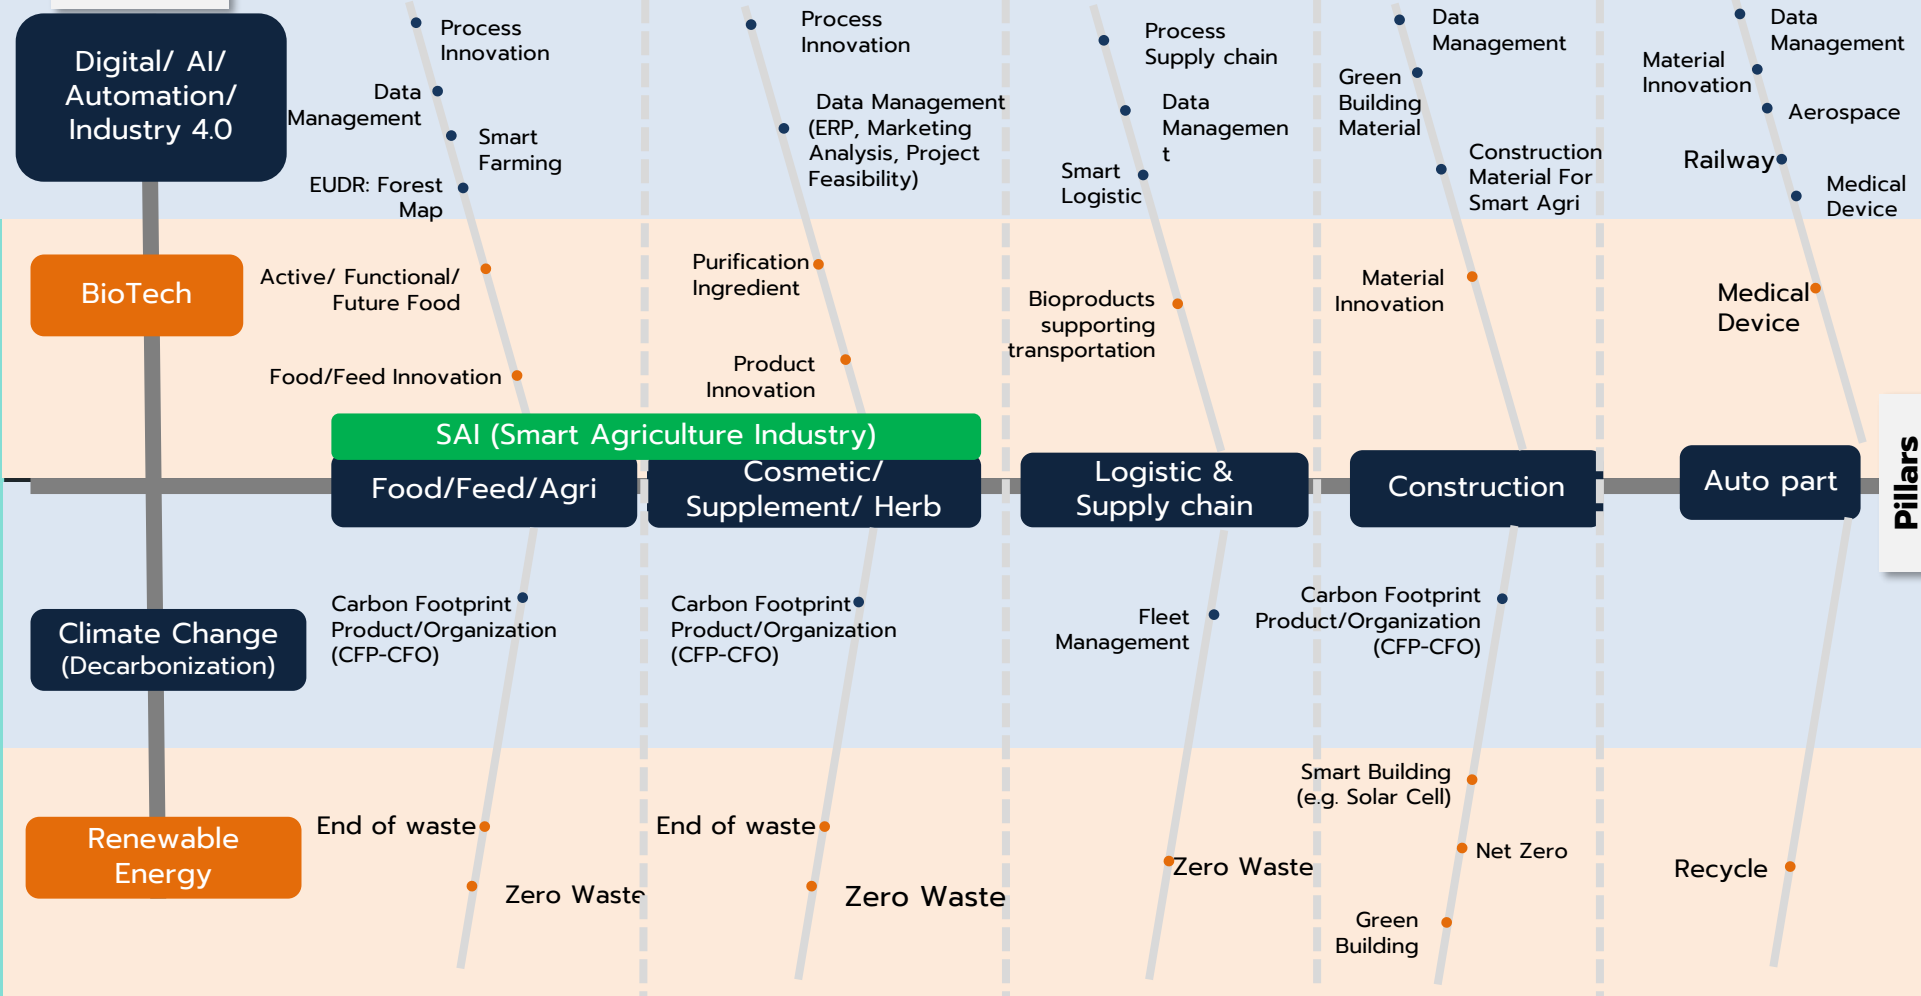 Digital/ AI/
Automation/
Industry 4.0
Process
Innovation
Data
Management
Smart
Farming
EUDR: Forest
Map
Process
Innovation
Data Management
(ERP, Marketing
Analysis, Project
Feasibility)
Process
Supply chain
Data
Managemen
t
Smart
Logistic
Data
Management
Green
Building
Material
Construction
Material For
Smart Agri
Data
Management
Material
Innovation
Aerospace
Railway
Medical
Device
BioTech
Active/ Functional/
Future Food
Food/Feed Innovation
Purification
Ingredient
Product
Innovation
Bioproducts
supporting
transportation
Material
Innovation
Medical
Device
SAI (Smart Agriculture Industry)
Food/Feed/Agri
Cosmetic/
Supplement/ Herb
Logistic &
Supply chain
Construction
Auto part
Pillars
Climate Change
(Decarbonization)
Carbon Footprint
Product/Organization
(CFP-CFO)
Carbon Footprint
Product/Organization
(CFP-CFO)
Fleet
Management
Carbon Footprint
Product/Organization
(CFP-CFO)
Renewable
Energy
End of waste
Zero Waste
End of waste
Zero Waste
Zero Waste
Smart Building
(e.g. Solar Cell)
Net Zero
Green
Building
Recycle